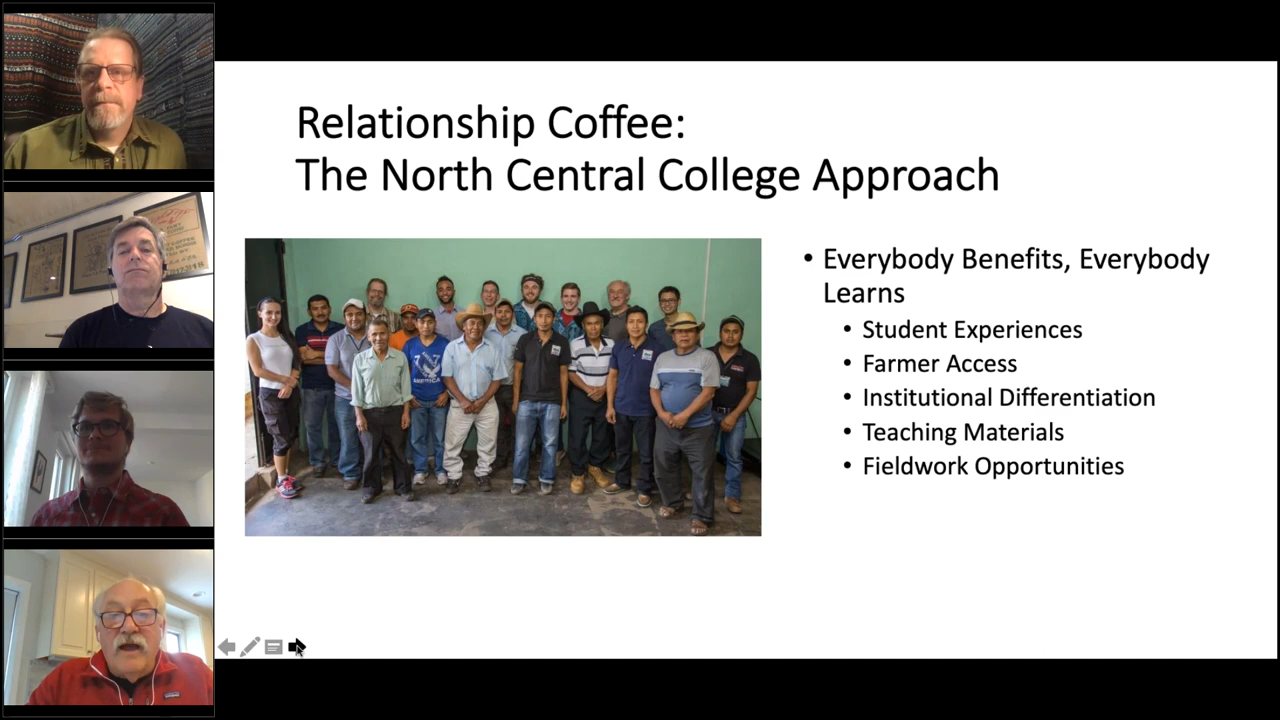 Relationship Coffee:
The North Central College Approach
• Everybody Benefits, Everybody
Learns
• Student Experiences
• Farmer Access
• Institutional Differentiation
• Teaching Materials
• Fieldwork Opportunities
AMERICA